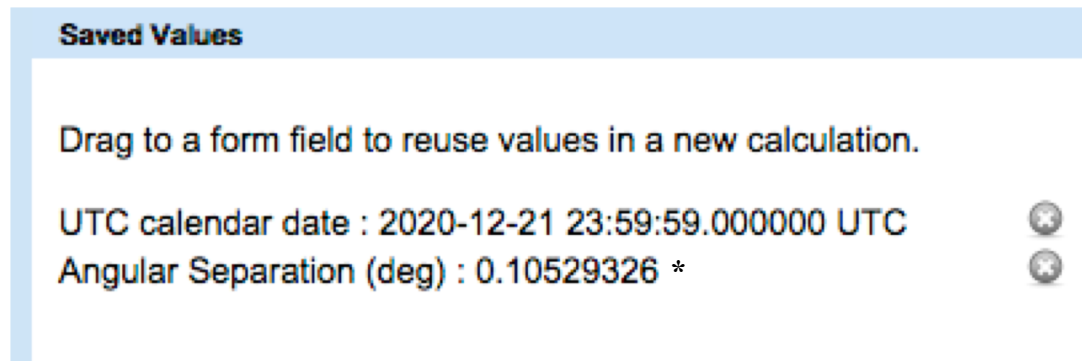 Saved Values
Drag to a form field to reuse values in a new calculation.
UTC calendar date : 2020-12-21 23:59:59.000000 UTC
Angular Separation (deg) : 0.10529326 *